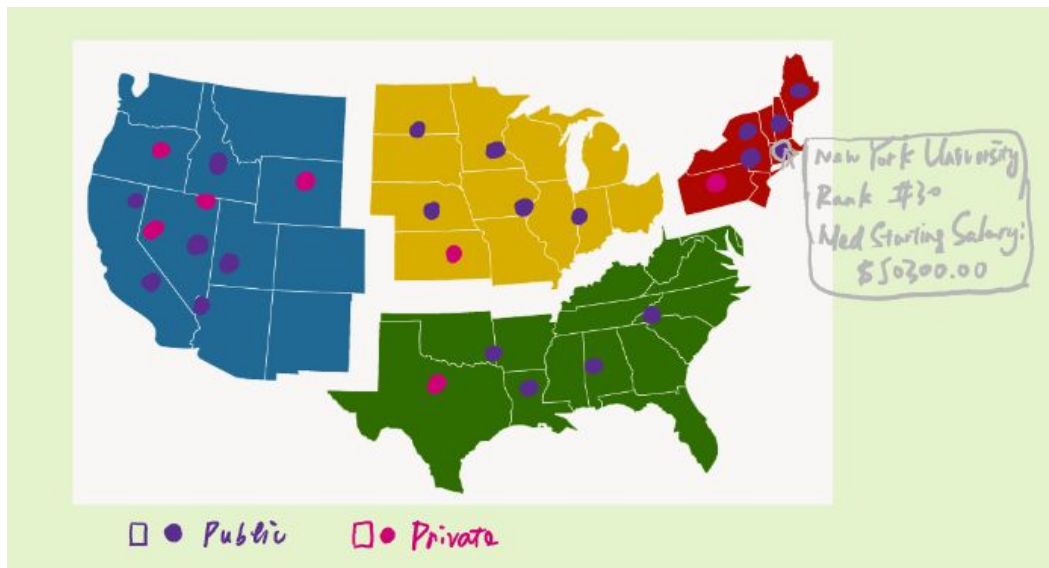 New York University
Rank #30
Med Starting Salary:
$50300.00
Public
Private